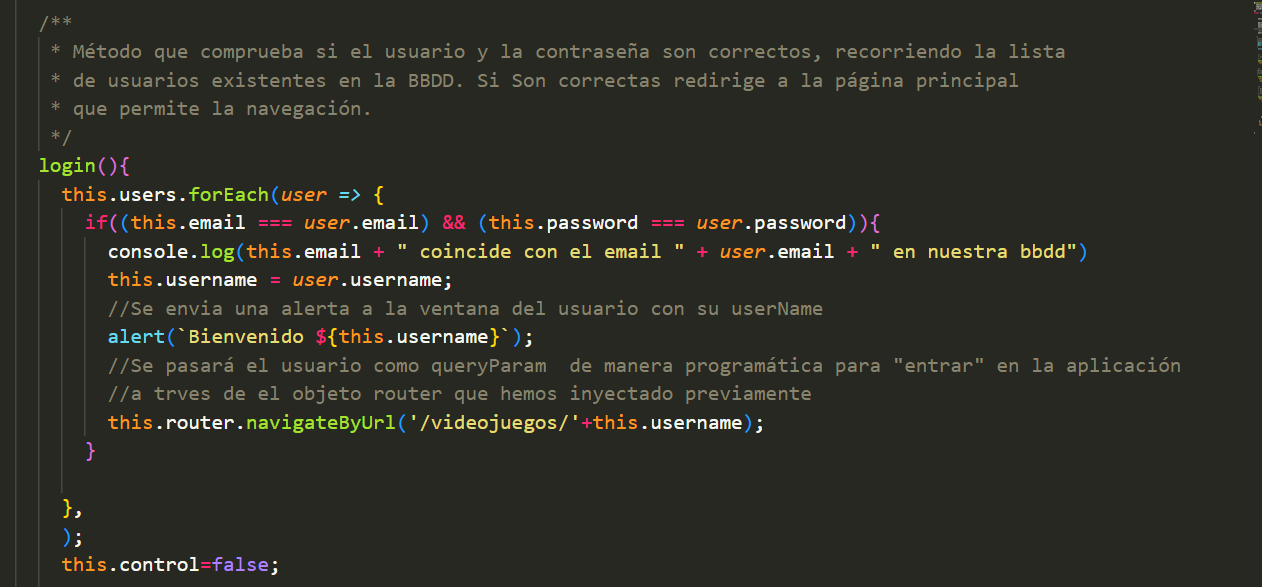 /**
 * Método que comprueba si el usuario y la contraseña son correctos, recorriendo la lista
 * de usuarios existentes en la BBDD. Si Son correctas redirige a la página principal
 * que permite la navegación.
 */
login(){
  this.users.forEach(user => {
    if((this.email === user.email) && (this.password === user.password)){
      console.log(this.email + " coincide con el email " + user.email + " en nuestra bbdd")
      this.username = user.username;
      //Se envia una alerta a la ventana del usuario con su userName
      alert(`Bienvenido ${this.username}`);
      //Se pasará el usuario como queryParam  de manera programática para "entrar" en la aplicación
      //a trves de el objeto router que hemos inyectado previamente
      this.router.navigateByUrl('/videojuegos/'+this.username);
    }
  },
  );
  this.control=false;